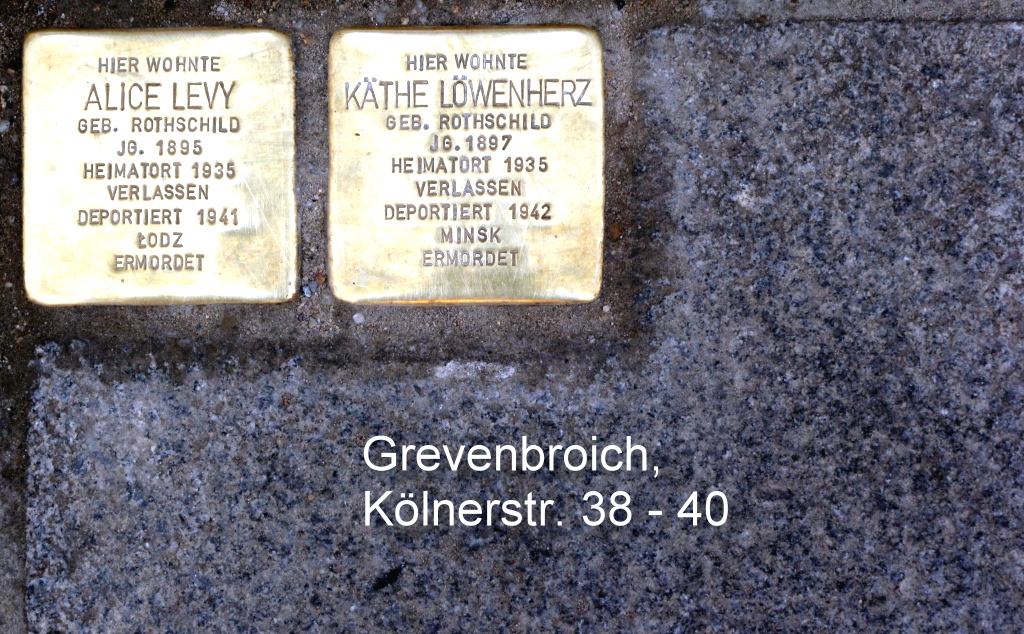 HIER WOHNTE
ALICE LEVY
GEB. ROTHSCHILD
JG. 1895
HEIMATORT 1935
VERLASSEN
DEPORTIERT 1941
ŁODZ
ERMORDET
HIER WOHNTE
KÄTHE LÖWENHERZ
GEB. ROTHSCHILD
JG. 1897
HEIMATORT 1935
VERLASSEN
DEPORTIERT 1942
MINSK
ERMORDET
Grevenbroich,
Kölnerstr. 38 - 40